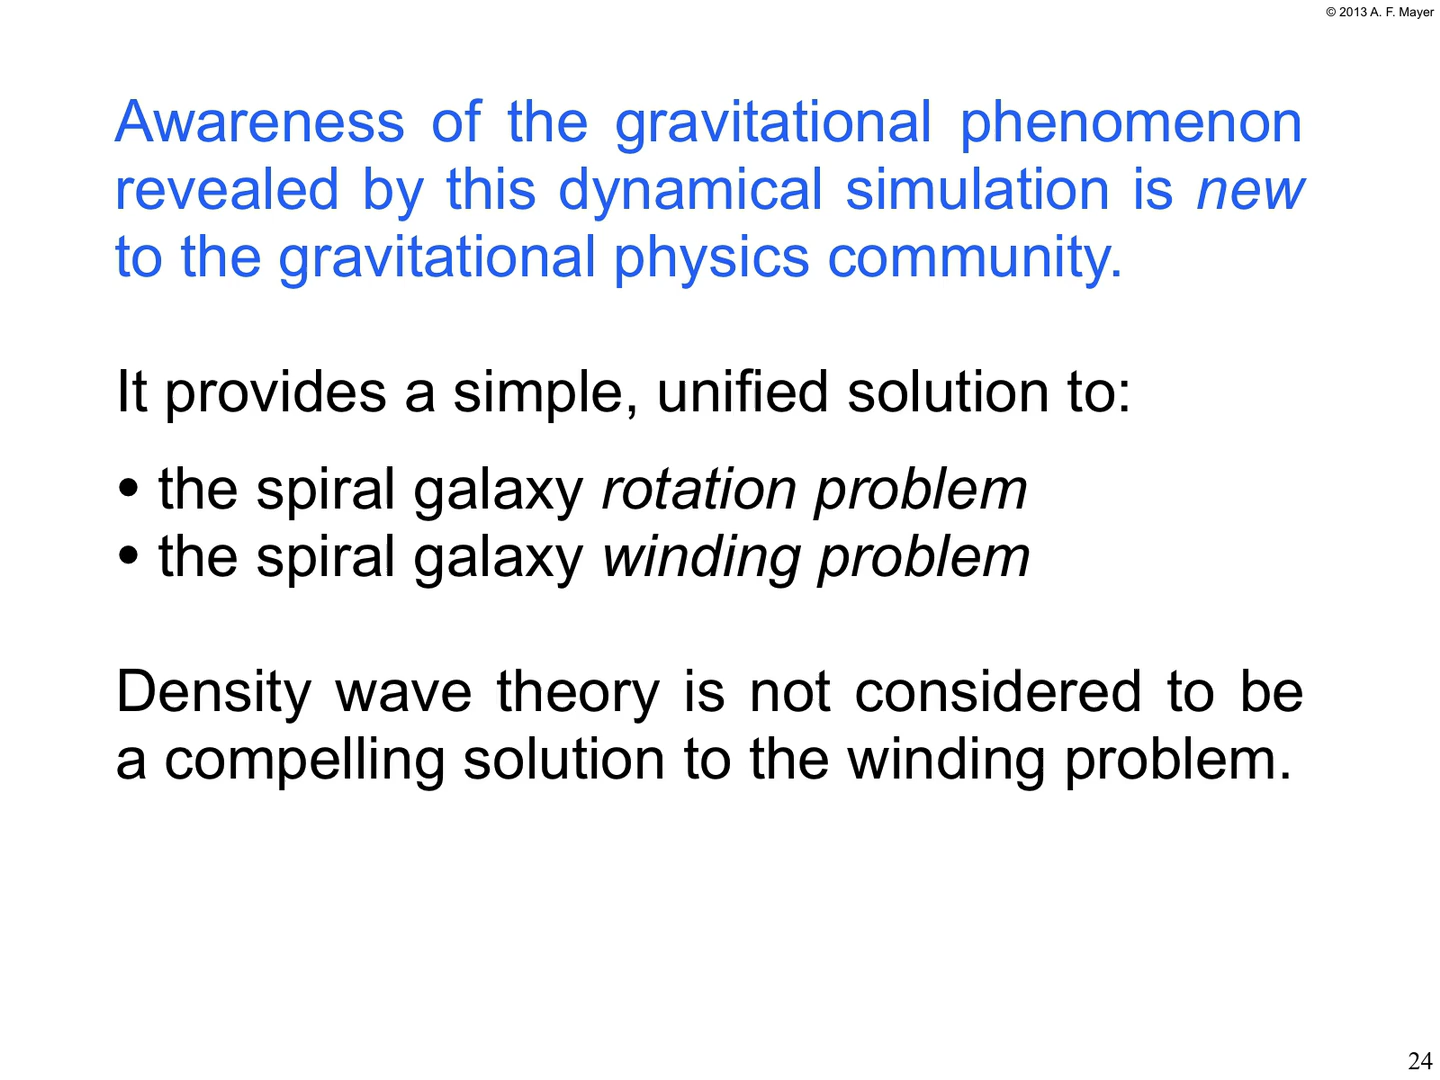 © 2013 A. F. Mayer
Awareness of the gravitational phenomenon
revealed by this dynamical simulation is new
to the gravitational physics community.
It provides a simple, unified solution to:
• the spiral galaxy rotation problem
• the spiral galaxy winding problem
Density wave theory is not considered to be
a compelling solution to the winding problem.
24